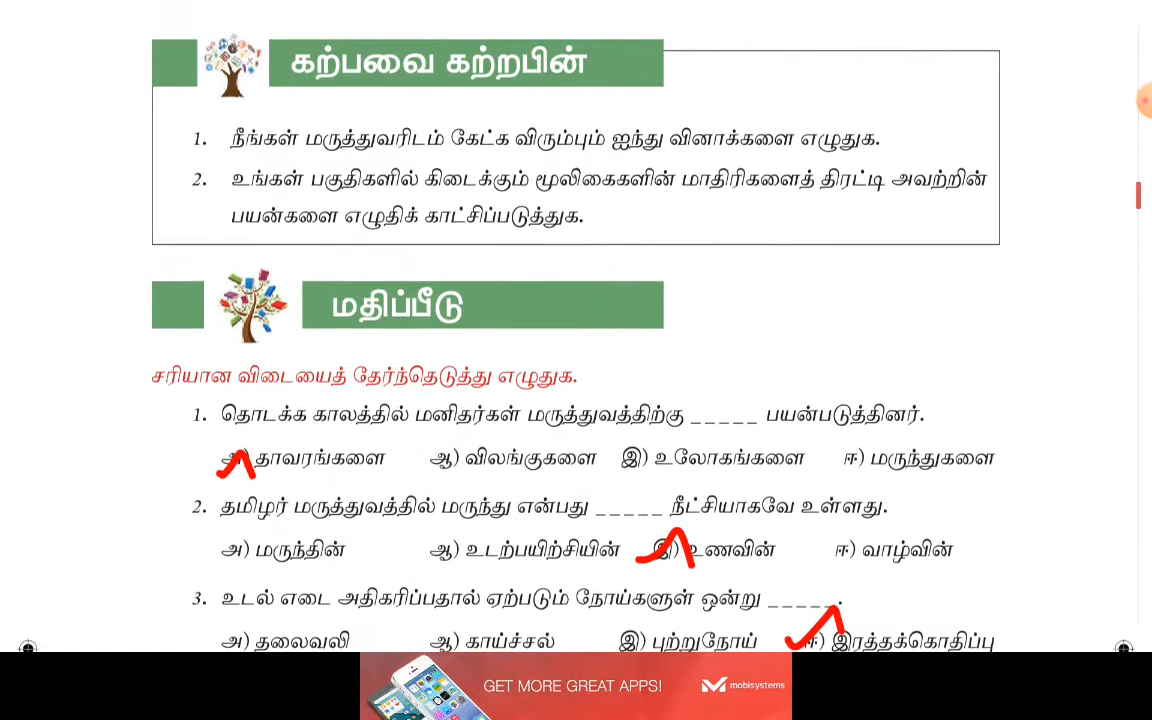 கற்பவை கற்றபின்
1. நீங்கள் மருத்துவரிடம் கேட்க விரும்பும் ஐந்து வினாக்களை எழுதுக.
2. உங்கள் பகுதிகளில் கிடைக்கும் மூலிகைகளின் மாதிரிகளைத் திரட்டி அவற்றின்
பயன்களை எழுதிக் காட்சிப்படுத்துக.
மதிப்பீடு
சரியான விடையைத் தேர்ந்தெடுத்து எழுதுக.
1. தொடக்க காலத்தில் மனிதர்கள் மருத்துவத்திற்கு _____ பயன்படுத்தினர்.
அ) தாவரங்களை ஆ) விலங்குகளை இ) உலோகங்களை ஈ) மருந்துகளை
2. தமிழர் மருத்துவத்தில் மருந்து என்பது _____ நீட்சியாகவே உள்ளது.
அ) மருந்தின் ஆ) உடற்பயிற்சியின் இ) உணவின் ஈ) வாழ்வின்
3. உடல் எடை அதிகரிப்பதால் ஏற்படும் நோய்களுள் ஒன்று _____.
அ) தலைவலி ஆ) காய்ச்சல் இ) புற்றுநோய் ஈ) இரத்தக்கொதிப்பு
GET MORE GREAT APPS! mobisystems